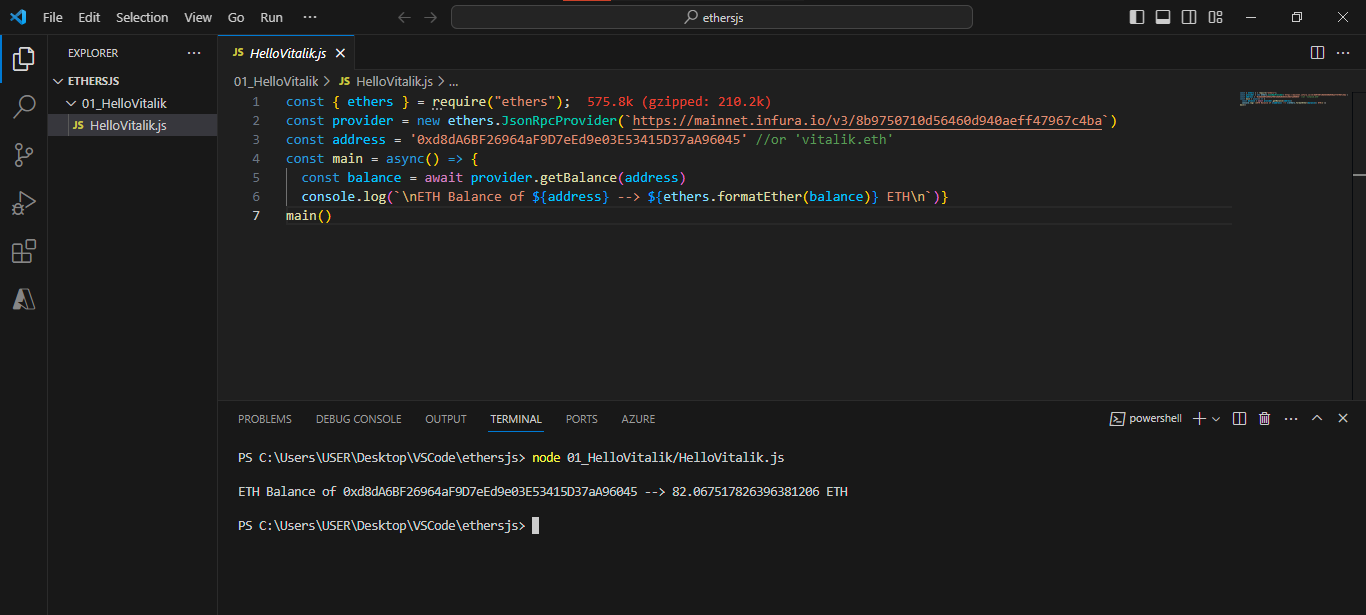 File Edit Selection View Go Run ···
ethersjs
EXPLORER ···
ETHERSJS
01_HelloVitalik
JS HelloVitalik.js
JS HelloVitalik.js
01_HelloVitalik > JS HelloVitalik.js > ...
1 const { ethers } = require("ethers"); 575.8k (gzipped: 210.2k)
2 const provider = new ethers.JsonRpcProvider(`https://mainnet.infura.io/v3/8b9750710d56460d940aeff47967c4ba`)
3 const address = '0xd8dA6BF26964aF9D7eEd9e03E53415D37aA96045' //or 'vitalik.eth'
4 const main = async() => {
5 const balance = await provider.getBalance(address)
6 console.log(`\nETH Balance of ${address} --> ${ethers.formatEther(balance)} ETH\n`)}
7 main()
PROBLEMS DEBUG CONSOLE OUTPUT TERMINAL PORTS AZURE
powershell
PS C:\Users\USER\Desktop\VSCode\ethersjs> node 01_HelloVitalik/HelloVitalik.js
ETH Balance of 0xd8dA6BF26964aF9D7eEd9e03E53415D37aA96045 --> 82.067517826396381206 ETH
PS C:\Users\USER\Desktop\VSCode\ethersjs>